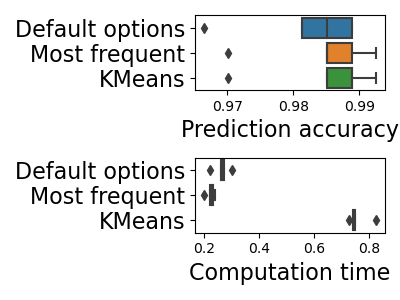 Default options
Most frequent
KMeans
0.97 0.98 0.99
Prediction accuracy
Default options
Most frequent
KMeans
0.2 0.4 0.6 0.8
Computation time